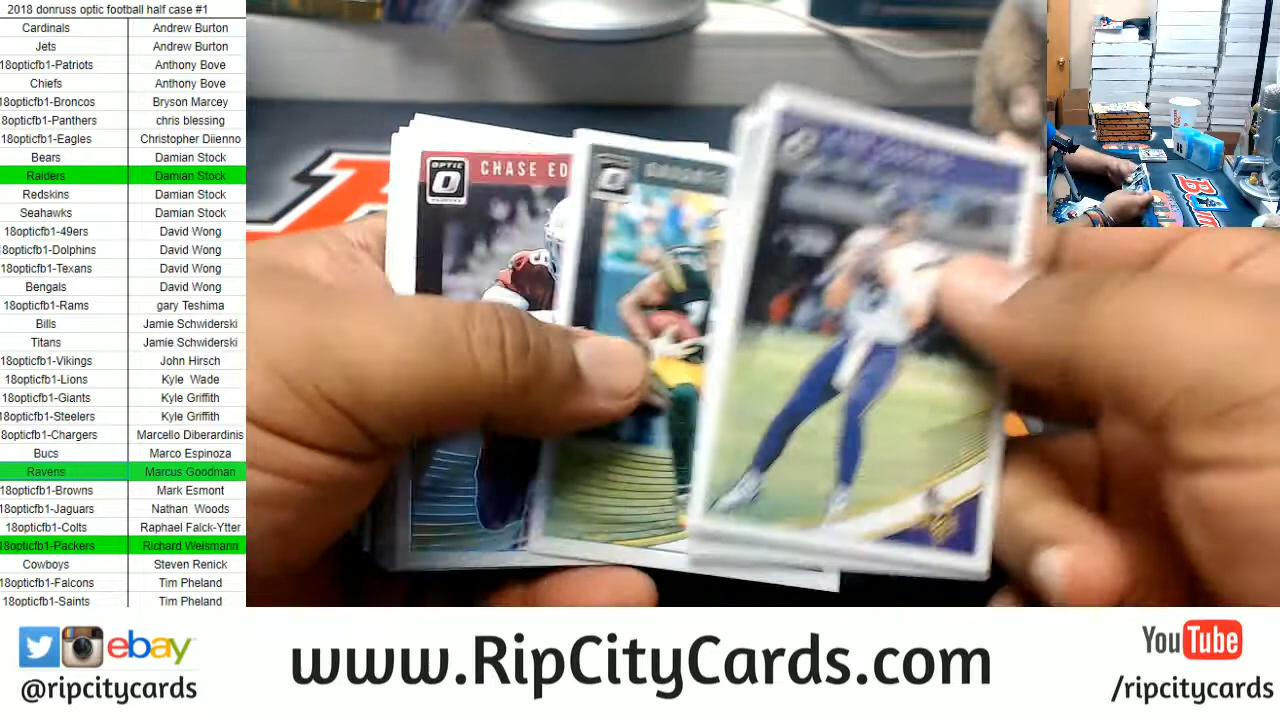 2018 donruss optic football half case #1
Cardinals Andrew Burton
Jets Andrew Burton
18opticfb1-Patriots Anthony Bove
Chiefs Anthony Bove
18opticfb1-Broncos Bryson Marcey
8opticfb1-Panthers chris blessing
18opticfb1-Eagles Christopher Diienno
Bears Damian Stock
Raiders Damian Stock
Redskins Damian Stock
Seahawks Damian Stock
18opticfb1-49ers David Wong
8opticfb1-Dolphins David Wong
18opticfb1-Texans David Wong
Bengals David Wong
18opticfb1-Rams gary Teshima
Bills Jamie Schwiderski
Titans Jamie Schwiderski
18opticfb1-Vikings John Hirsch
18opticfb1-Lions Kyle Wade
18opticfb1-Giants Kyle Griffith
8opticfb1-Steelers Kyle Griffith
8opticfb1-Chargers Marcello Diberardinis
Bucs Marco Espinoza
Ravens Marcus Goodman
18opticfb1-Browns Mark Esmont
18opticfb1-Jaguars Nathan Woods
18opticfb1-Colts Raphael Falck-Ytter
18opticfb1-Packers Richard Weismann
Cowboys Steven Renick
18opticfb1-Falcons Tim Pheland
18opticfb1-Saints Tim Pheland
OPTIC
CHASE ED
ebay
@ripcitycards
www.RipCityCards.com
YouTube
/ripcitycards